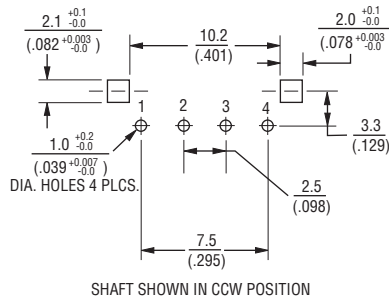 2.1 +0.1 -0.0
(.082 +0.003 -0.0)
10.2
(.401)
2.0 +0.1 -0.0
(.078 +0.003 -0.0)
1 2 3 4
1.0 +0.2 -0.0
(.039 +0.007 -0.0)
DIA. HOLES 4 PLCS.
3.3
(.129)
2.5
(.098)
7.5
(.295)
SHAFT SHOWN IN CCW POSITION